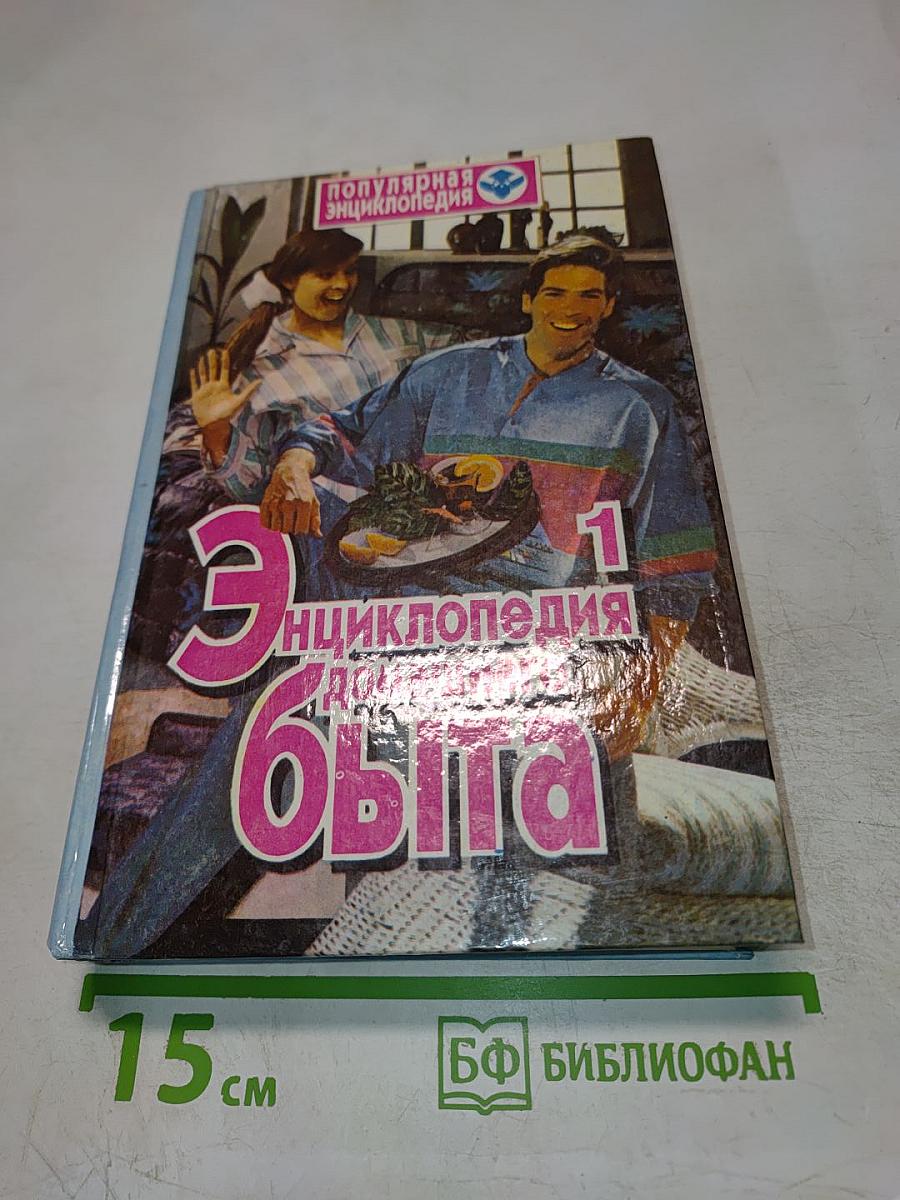 популярная
энциклопедия
1
Энциклопедия
домашнего
быта
15 см
БФ БИБЛИОФАН